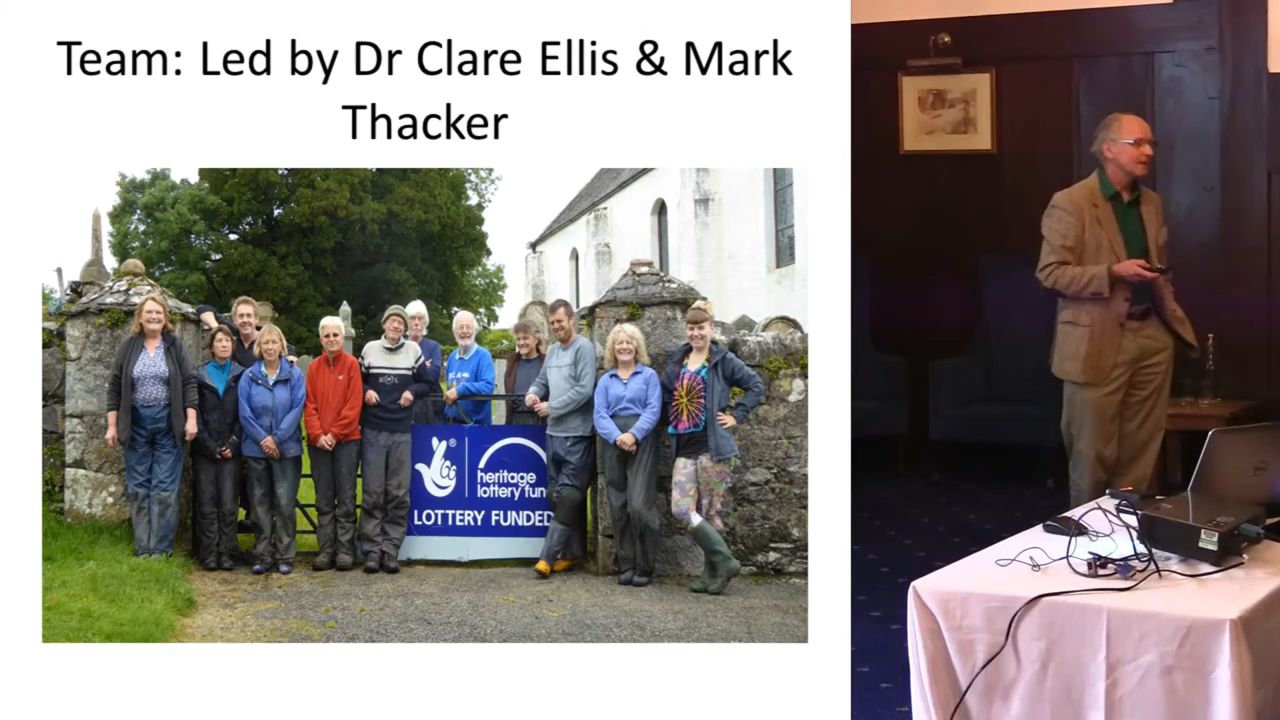 Team: Led by Dr Clare Ellis & Mark
Thacker
®
heritage
lottery fun
LOTTERY FUNDED